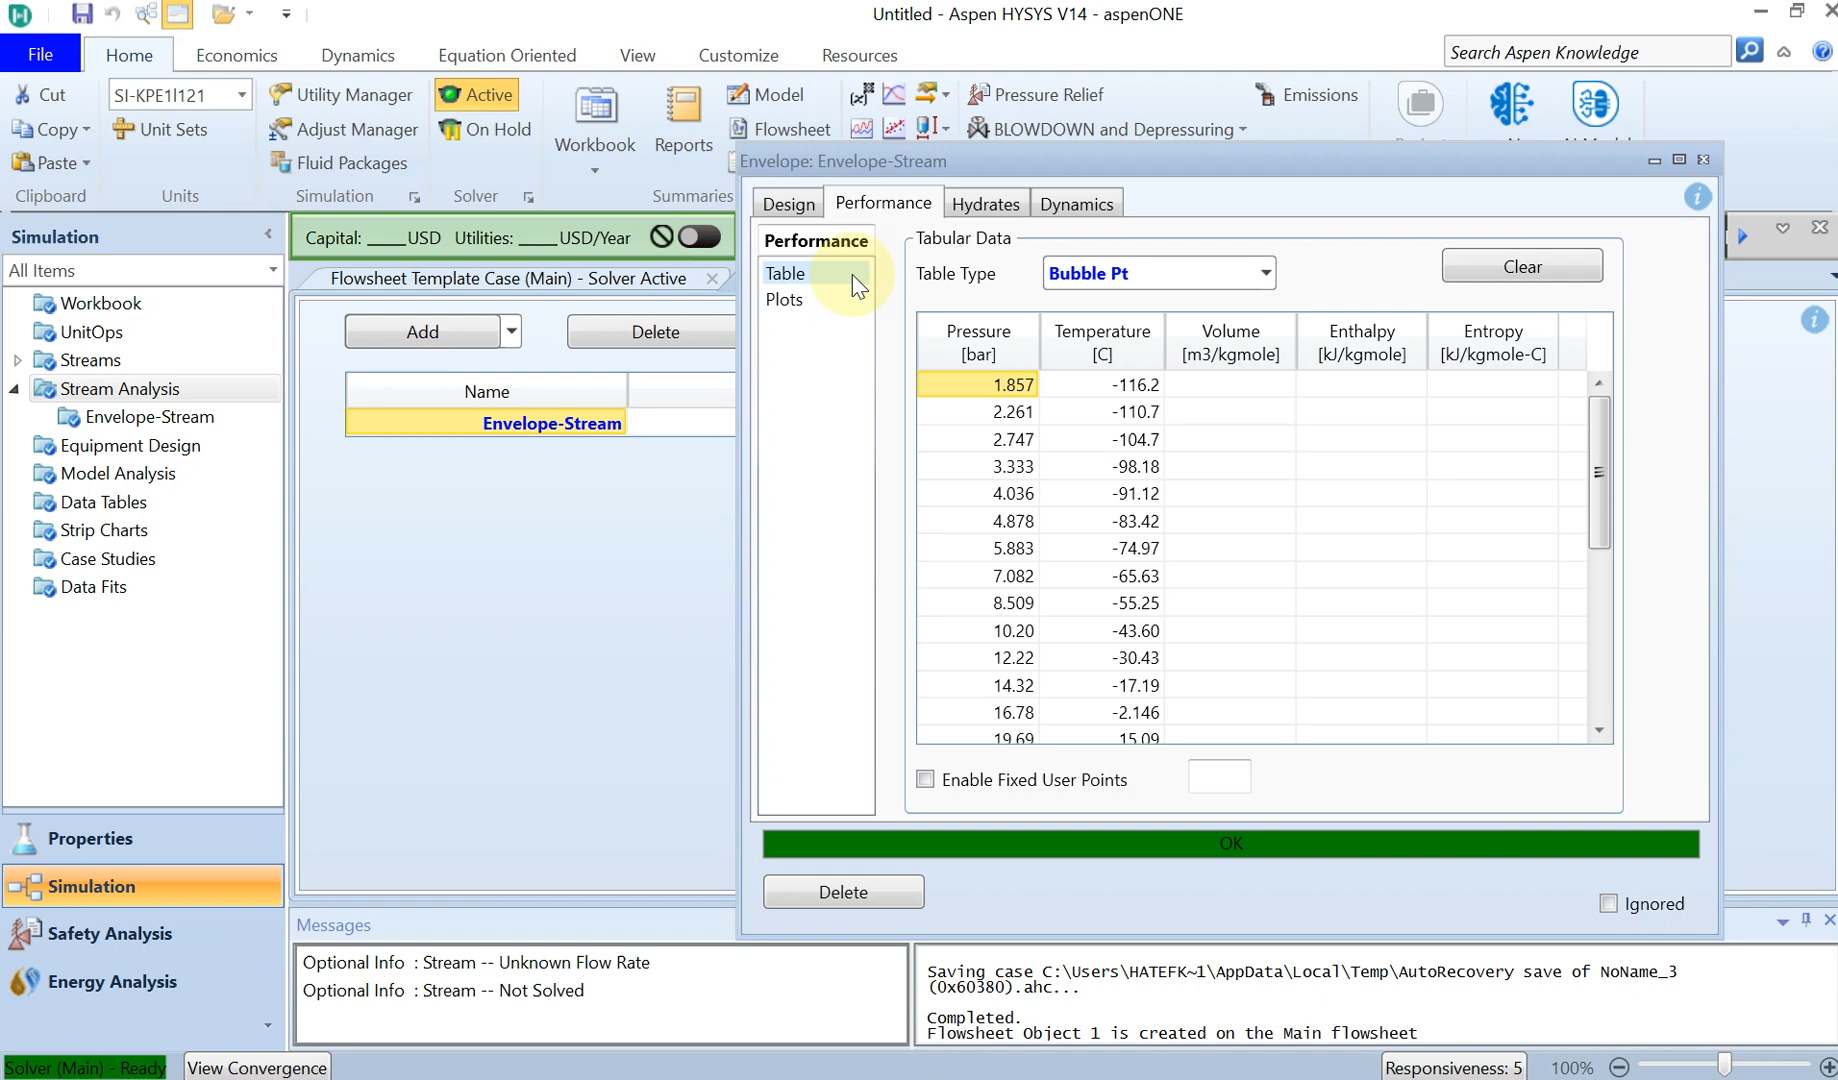 Untitled - Aspen HYSYS V14 - aspenONE
File
Home
Economics
Dynamics
Equation Oriented
View
Customize
Resources
Search Aspen Knowledge
Cut
Copy
Paste
Clipboard
SI-KPE1I121
Unit Sets
Units
Utility Manager
Adjust Manager
Fluid Packages
Simulation
Active
On Hold
Solver
Workbook
Reports
Model
Flowsheet
Summaries
Pressure Relief
BLOWDOWN and Depressuring
Emissions
Simulation
All Items
Workbook
UnitOps
Streams
Stream Analysis
Envelope-Stream
Equipment Design
Model Analysis
Data Tables
Strip Charts
Case Studies
Data Fits
Properties
Simulation
Safety Analysis
Energy Analysis
Capital: ____USD Utilities: ____USD/Year
Flowsheet Template Case (Main) - Solver Active
Add
Delete
Name
Envelope-Stream
Envelope: Envelope-Stream
Design
Performance
Hydrates
Dynamics
Performance
Table
Plots
Tabular Data
Table Type
Bubble Pt
Clear
Pressure [bar] Temperature [C] Volume [m3/kgmole] Enthalpy [kJ/kgmole] Entropy [kJ/kgmole-C]
1.857 -116.2
2.261 -110.7
2.747 -104.7
3.333 -98.18
4.036 -91.12
4.878 -83.42
5.883 -74.97
7.082 -65.63
8.509 -55.25
10.20 -43.60
12.22 -30.43
14.32 -17.19
16.78 -2.146
19.69 15.09
Enable Fixed User Points
OK
Delete
Ignored
Messages
Optional Info : Stream -- Unknown Flow Rate
Optional Info : Stream -- Not Solved
Saving case C:\Users\HATEFK~1\AppData\Local\Temp\AutoRecovery save of NoName_3
(0x60380).ahc...
Completed.
Flowsheet Object 1 is created on the Main flowsheet
Solver (Main) - Ready
View Convergence
Responsiveness: 5
100%